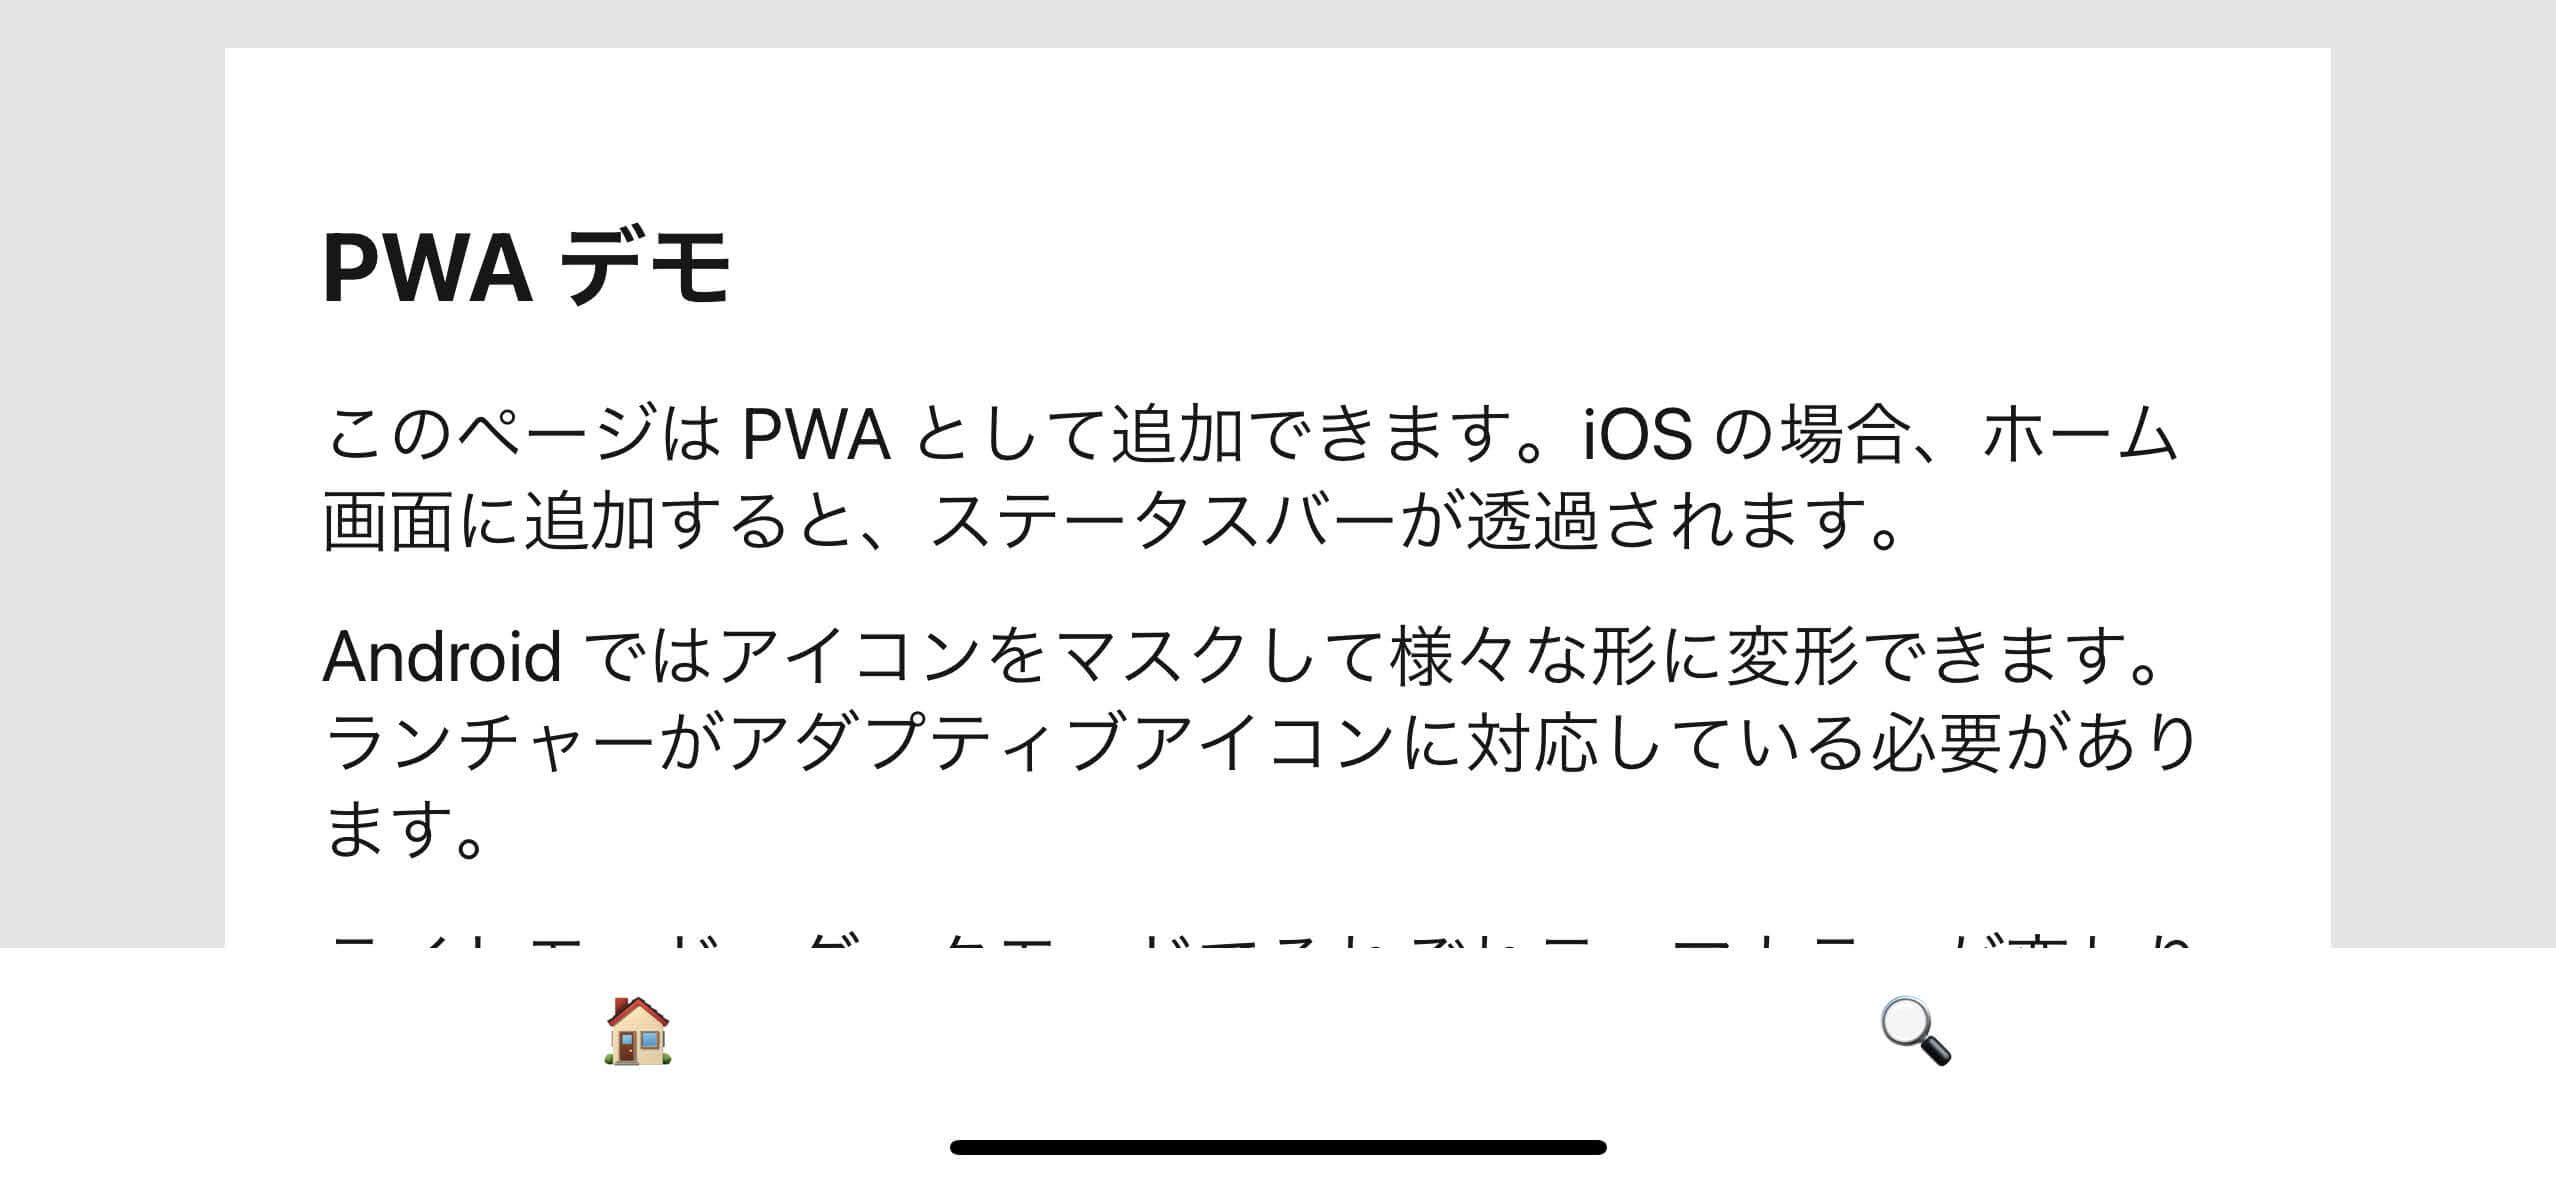 PWA デモ
このページは PWA として追加できます。iOS の場合、ホーム
画面に追加すると、ステータスバーが透過されます。
Android ではアイコンをマスクして様々な形に変形できます。
ランチャーがアダプティブアイコンに対応している必要があり
ます。